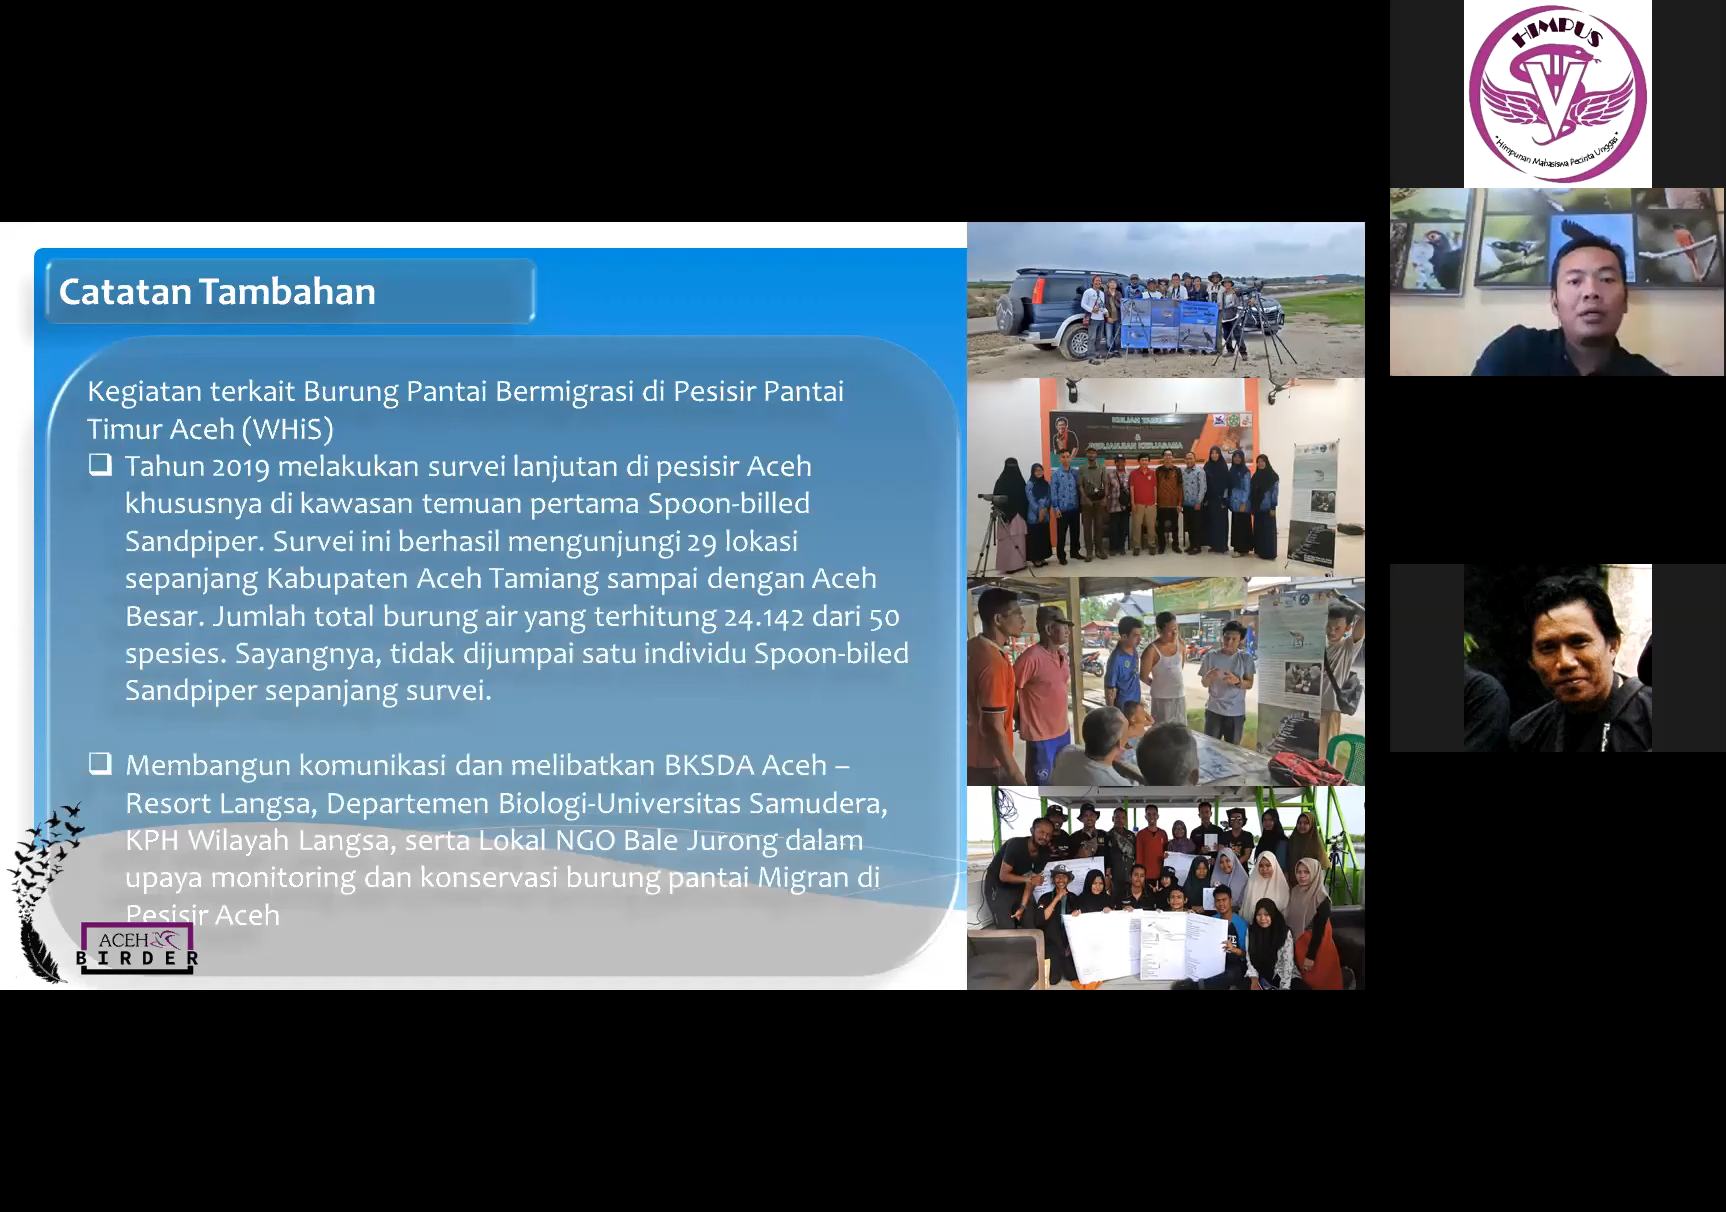 Catatan Tambahan
Kegiatan terkait Burung Pantai Bermigrasi di Pesisir Pantai
Timur Aceh (WHiS)
Tahun 2019 melakukan survei lanjutan di pesisir Aceh
khususnya di kawasan temuan pertama Spoon-billed
Sandpiper. Survei ini berhasil mengunjungi 29 lokasi
sepanjang Kabupaten Aceh Tamiang sampai dengan Aceh
Besar. Jumlah total burung air yang terhitung 24.142 dari 50
spesies. Sayangnya, tidak dijumpai satu individu Spoon-biled
Sandpiper sepanjang survei.
Membangun komunikasi dan melibatkan BKSDA Aceh –
Resort Langsa, Departemen Biologi-Universitas Samudera,
KPH Wilayah Langsa, serta Lokal NGO Bale Jurong dalam
upaya monitoring dan konservasi burung pantai Migran di
Pesisir Aceh
ACEH
BIRDER
&
PERJANJIAN KERJASAMA
HIMPUS
V
Himpunan Mahasiswa Pecinta Unggas